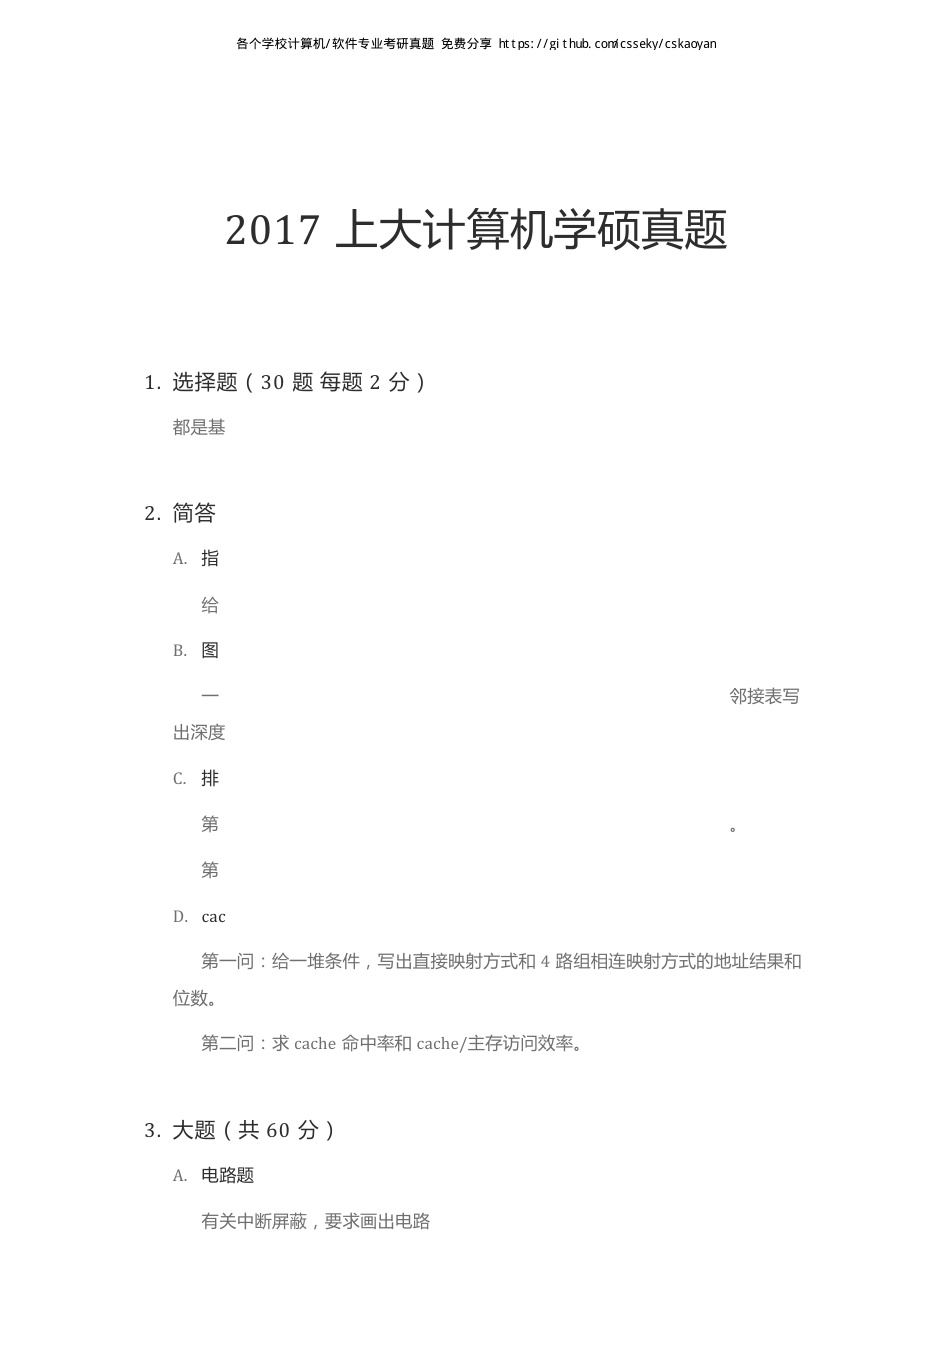 各个学校计算机/软件专业考研真题 免费分享 https://github.com/csseky/cskaoyan
2017 上大计算机学硕真题
1. 选择题（30 题 每题 2 分）
都是基
2. 简答
A. 指
给
B. 图
一 邻接表写
出深度
C. 排
第 。
第
D. cac
第一问：给一堆条件，写出直接映射方式和 4 路组相连映射方式的地址结果和
位数。
第二问：求 cache 命中率和 cache/主存访问效率。
3. 大题（共 60 分）
A. 电路题
有关中断屏蔽，要求画出电路